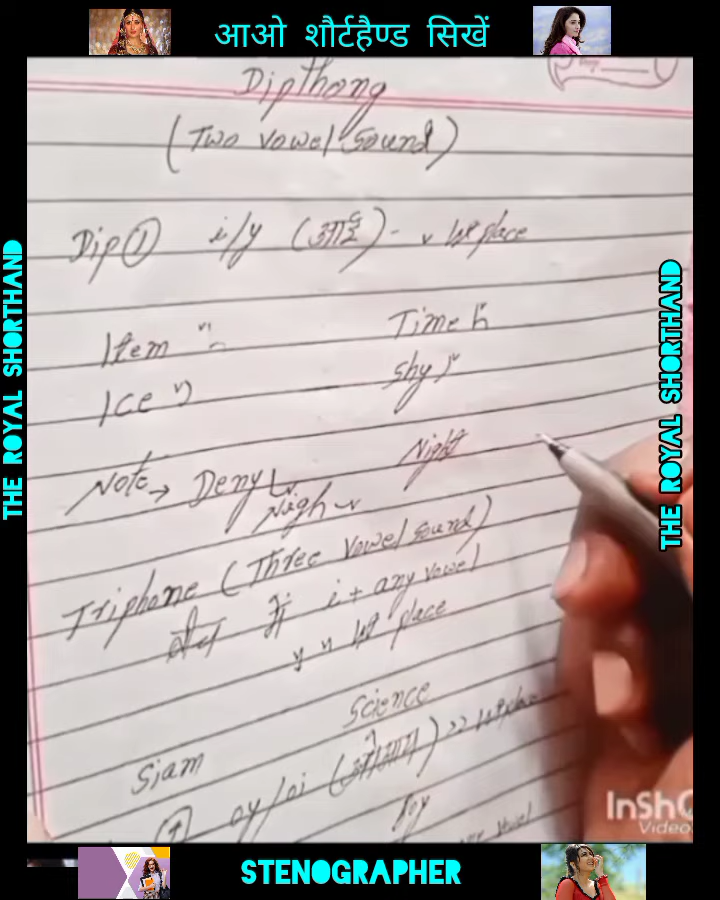 आओ शौर्टहैण्ड सिखें
Dipthong
(Two vowel Sound)
Dip ① i/y (आई) - v 1st place
Item
Time
Ice
Shy
Night
Note → Deny
Nigh
Triphone (Three vowel sound)
i + any vowel
y " 1st place
Science
Siam
oy/oi
Joy
vowel
THE ROYAL SHORTHAND
THE ROYAL SHORTHAND
InSh
Video
STENOGRAPHER